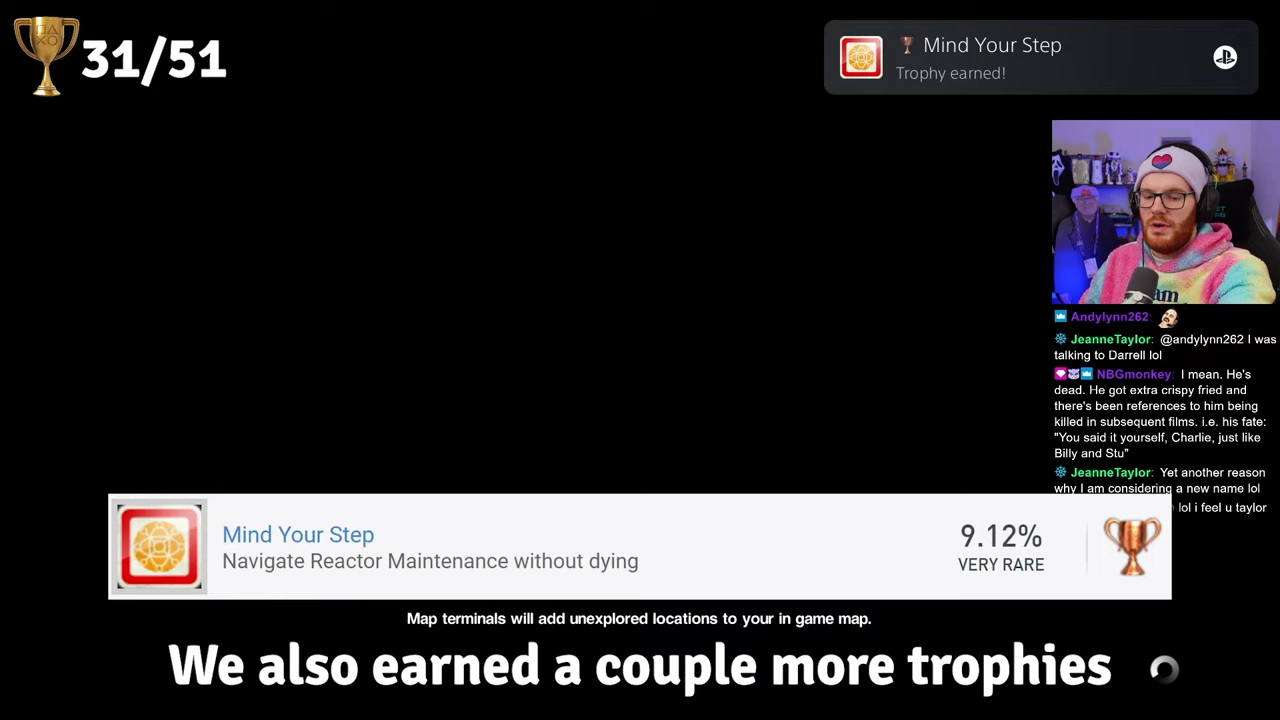 31/51
Mind Your Step
Trophy earned!
Andylynn262:
JeanneTaylor: @andylynn262 I was
talking to Darrell lol
NBGmonkey: I mean. He's
dead. He got extra crispy fried and
there's been references to him being
killed in subsequent films. i.e. his fate:
"You said it yourself, Charlie, just like
Billy and Stu"
JeanneTaylor: Yet another reason
why I am considering a new name lol
lol i feel u taylor
Mind Your Step
Navigate Reactor Maintenance without dying
9.12%
VERY RARE
Map terminals will add unexplored locations to your in game map.
We also earned a couple more trophies